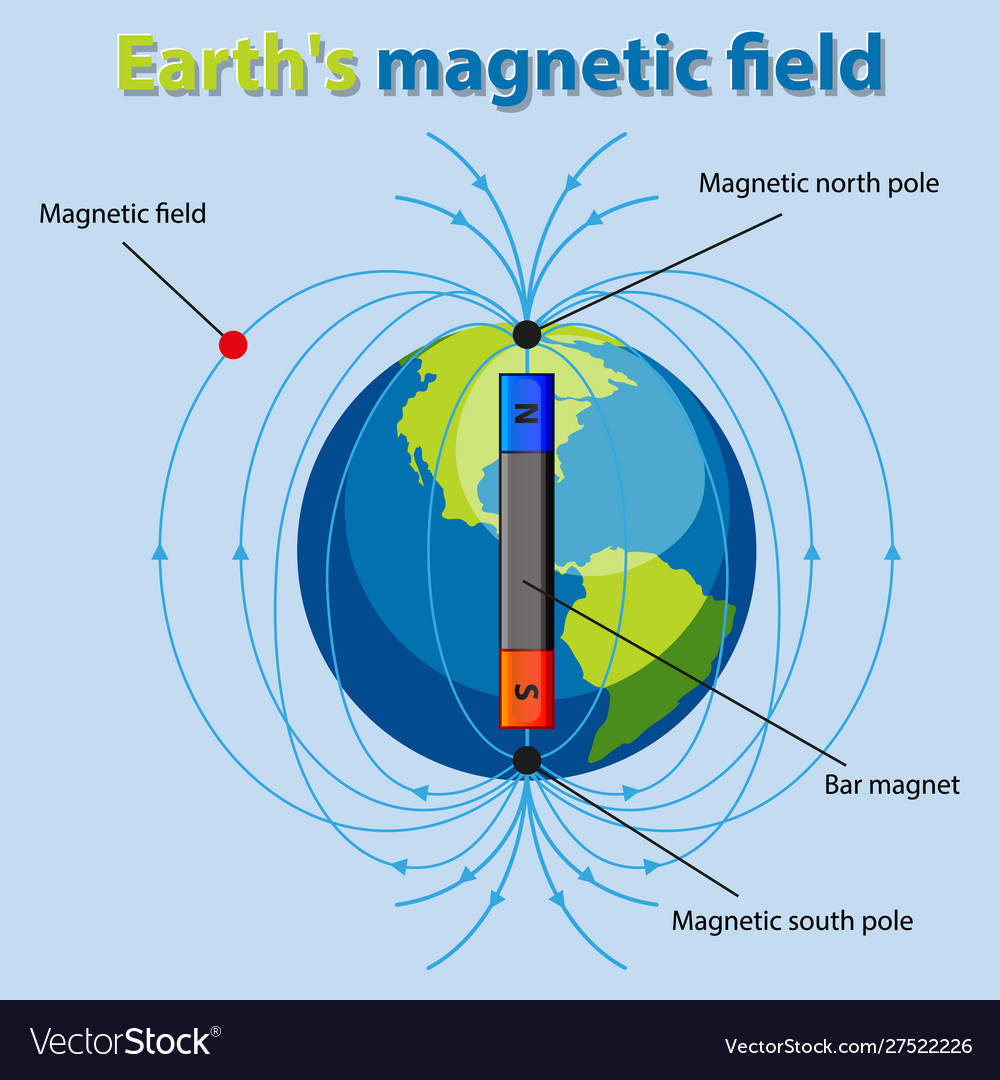 Earth's magnetic field
Magnetic north pole
Magnetic field
N
S
Bar magnet
Magnetic south pole
VectorStock®
VectorStock.com/27522226